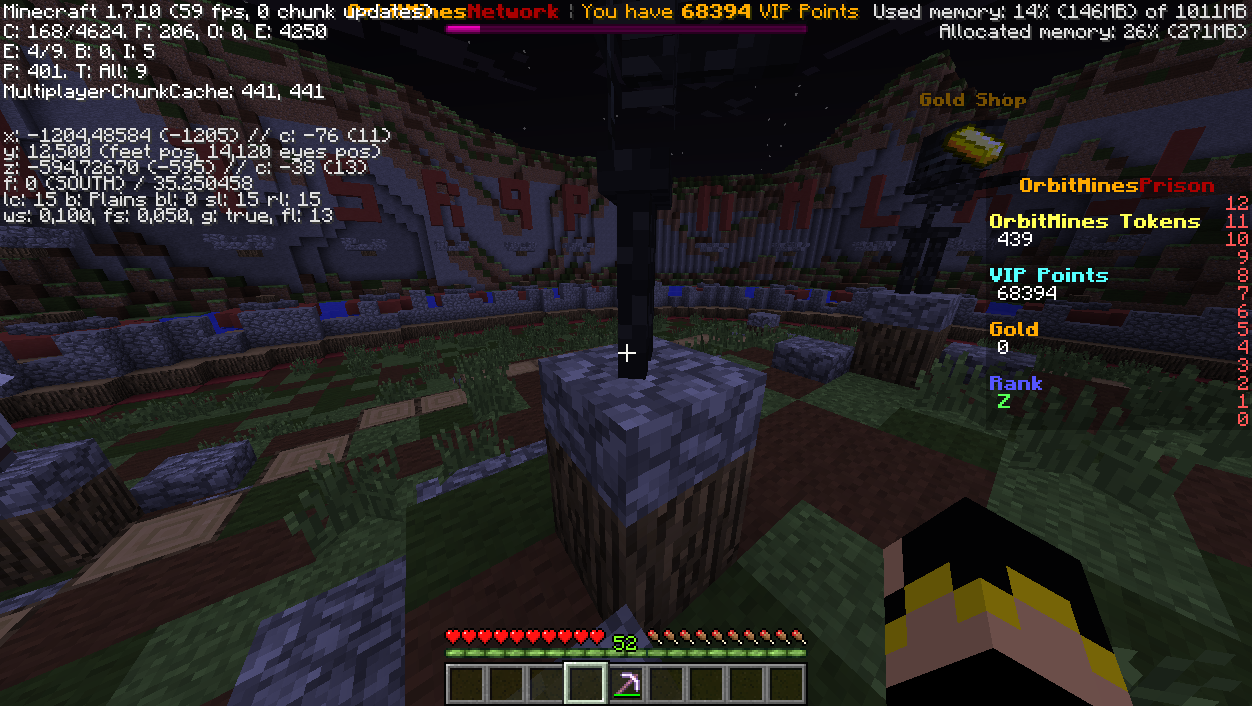 Minecraft 1.7.10 (59 fps, 0 chunk updates)
OrbitMinesNetwork | You have 68394 VIP Points
Used memory: 14% (146MB) of 1011MB
C: 168/4624. F: 206, O: 0, E: 4250
Allocated memory: 26% (271MB)
E: 4/9. B: 0, I: 5
P: 401. T: All: 9
MultiplayerChunkCache: 441, 441
x: -1204,48584 (-1205) // c: -76 (11)
y: 12,500 (feet pos, 14,120 eyes pos)
z: -594,72670 (-595) // c: -38 (13)
f: 0 (SOUTH) / 35.250458
lc: 15 b: Plains bl: 0 sl: 15 rl: 15
ws: 0,100, fs: 0,050, g: true, fl: 13
Gold Shop
OrbitMinesPrison
12
OrbitMines Tokens 11
439 10
9
VIP Points 8
68394 7
6
Gold 5
0 4
3
Rank 2
Z 1
0
52